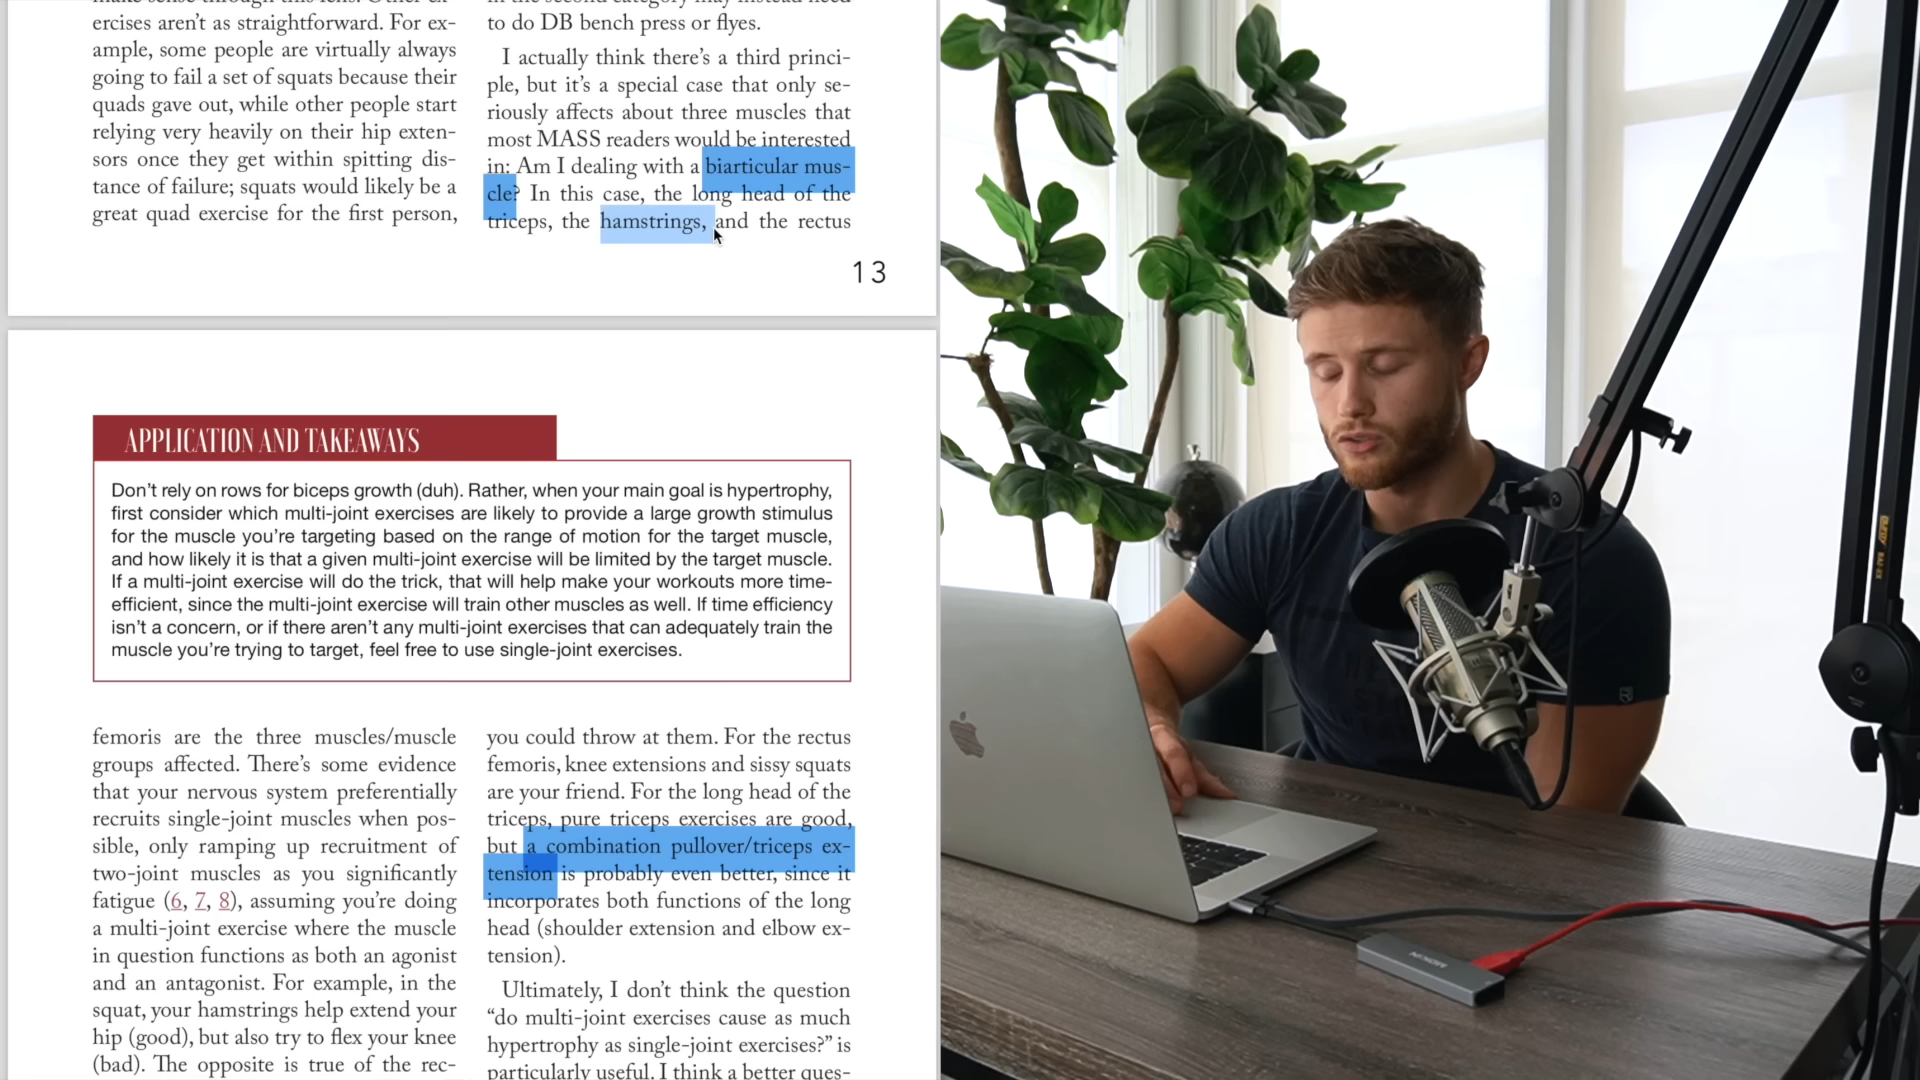 ercises aren't as straightforward. For ex-
ample, some people are virtually always
going to fail a set of squats because their
quads gave out, while other people start
relying very heavily on their hip exten-
sors once they get within spitting dis-
tance of failure; squats would likely be a
great quad exercise for the first person,
to do DB bench press or flyes.
I actually think there's a third princi-
ple, but it's a special case that only se-
riously affects about three muscles that
most MASS readers would be interested
in: Am I dealing with a biarticular mus-
cle? In this case, the long head of the
triceps, the hamstrings, and the rectus
13
APPLICATION AND TAKEAWAYS
Don't rely on rows for biceps growth (duh). Rather, when your main goal is hypertrophy,
first consider which multi-joint exercises are likely to provide a large growth stimulus
for the muscle you're targeting based on the range of motion for the target muscle,
and how likely it is that a given multi-joint exercise will be limited by the target muscle.
If a multi-joint exercise will do the trick, that will help make your workouts more time-
efficient, since the multi-joint exercise will train other muscles as well. If time efficiency
isn't a concern, or if there aren't any multi-joint exercises that can adequately train the
muscle you're trying to target, feel free to use single-joint exercises.
femoris are the three muscles/muscle
groups affected. There's some evidence
that your nervous system preferentially
recruits single-joint muscles when pos-
sible, only ramping up recruitment of
two-joint muscles as you significantly
fatigue (6, 7, 8), assuming you're doing
a multi-joint exercise where the muscle
in question functions as both an agonist
and an antagonist. For example, in the
squat, your hamstrings help extend your
hip (good), but also try to flex your knee
(bad). The opposite is true of the rec-
you could throw at them. For the rectus
femoris, knee extensions and sissy squats
are your friend. For the long head of the
triceps, pure triceps exercises are good,
but a combination pullover/triceps ex-
tension is probably even better, since it
incorporates both functions of the long
head (shoulder extension and elbow ex-
tension).
Ultimately, I don't think the question
"do multi-joint exercises cause as much
hypertrophy as single-joint exercises?" is
particularly useful. I think a better ques-